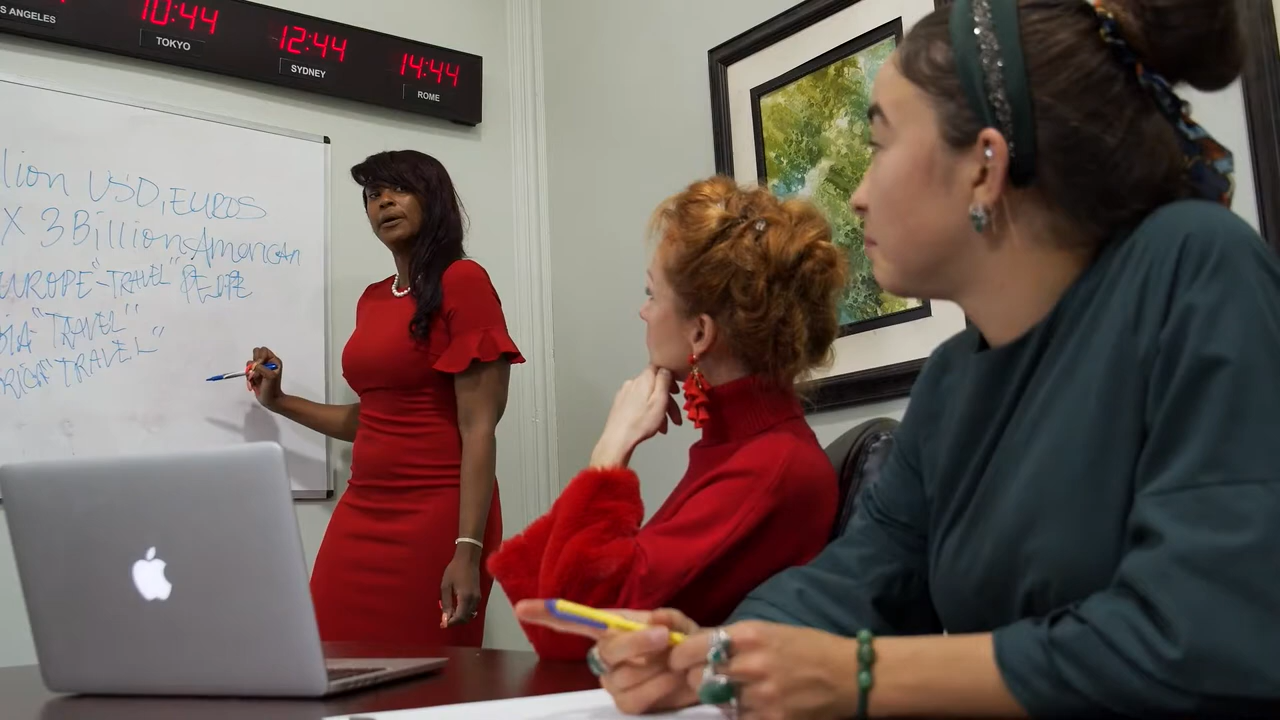 10:44 12:44 14:44
S ANGELES TOKYO SYDNEY ROME
lion USD, EUROS
X 3 Billion American
UROPE "TRAVEL"
"TRAVEL"
RICA "TRAVEL"